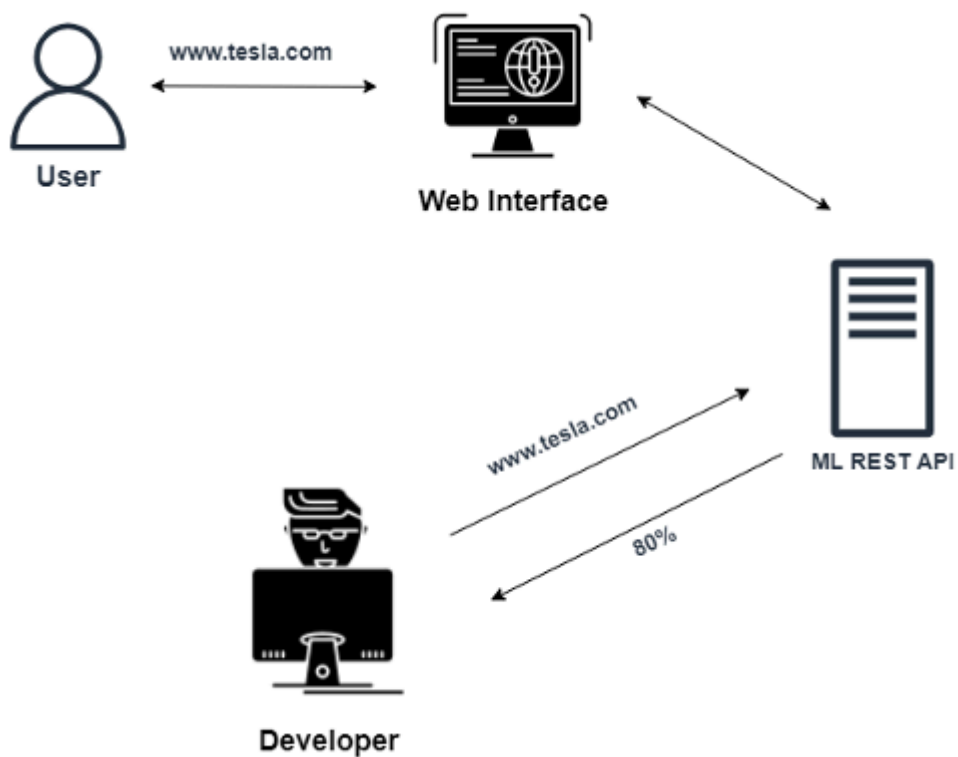 www.tesla.com
User
Web Interface
www.tesla.com
ML REST API
80%
Developer